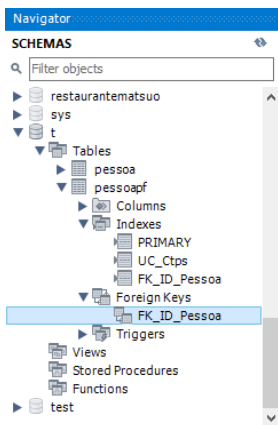 Navigator
SCHEMAS
Filter objects
restaurantematsuo
sys
t
Tables
pessoa
pessoapf
Columns
Indexes
PRIMARY
UC_Ctps
FK_ID_Pessoa
Foreign Keys
FK_ID_Pessoa
Triggers
Views
Stored Procedures
Functions
test